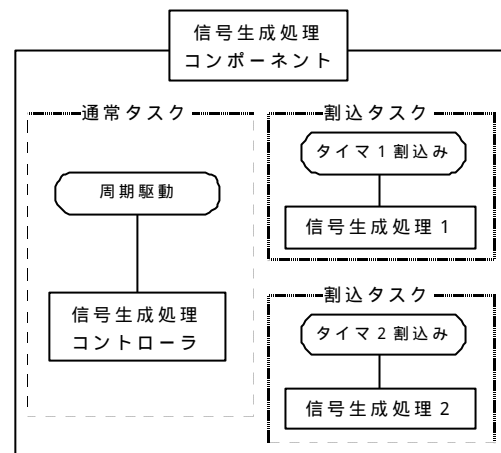 信号生成処理
コンポーネント
通常タスク
周期駆動
信号生成処理
コントローラ
割込タスク
タイマ1割込み
信号生成処理1
割込タスク
タイマ2割込み
信号生成処理2